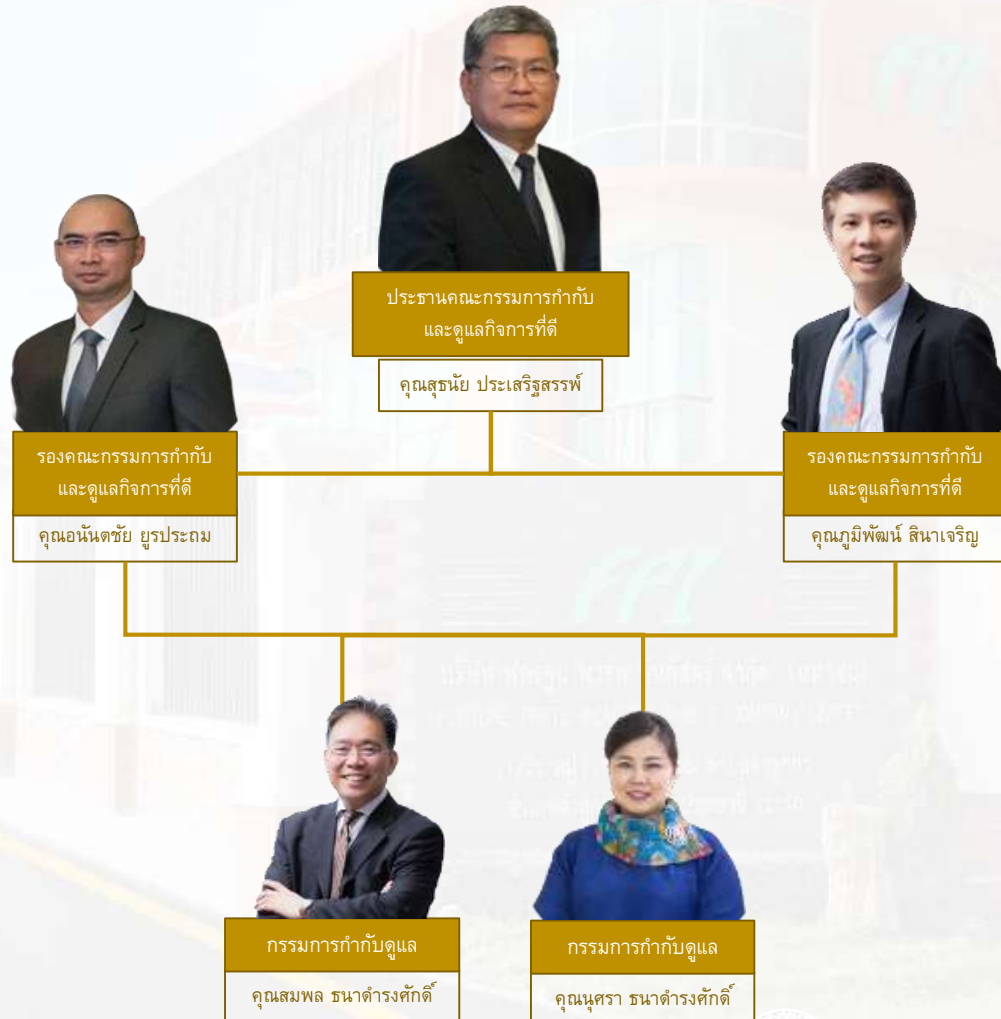 ประธานคณะกรรมการกำกับ
และดูแลกิจการที่ดี
คุณสุธนัย ประเสริฐสรรพ์
รองคณะกรรมการกำกับ
และดูแลกิจการที่ดี
คุณอนันตชัย ยูรประถม
รองคณะกรรมการกำกับ
และดูแลกิจการที่ดี
คุณภูมิพัฒน์ สินาเจริญ
FPI
กรรมการกำกับดูแล
คุณสมพล ธนาดำรงศักดิ์
กรรมการกำกับดูแล
คุณนุศรา ธนาดำรงศักดิ์